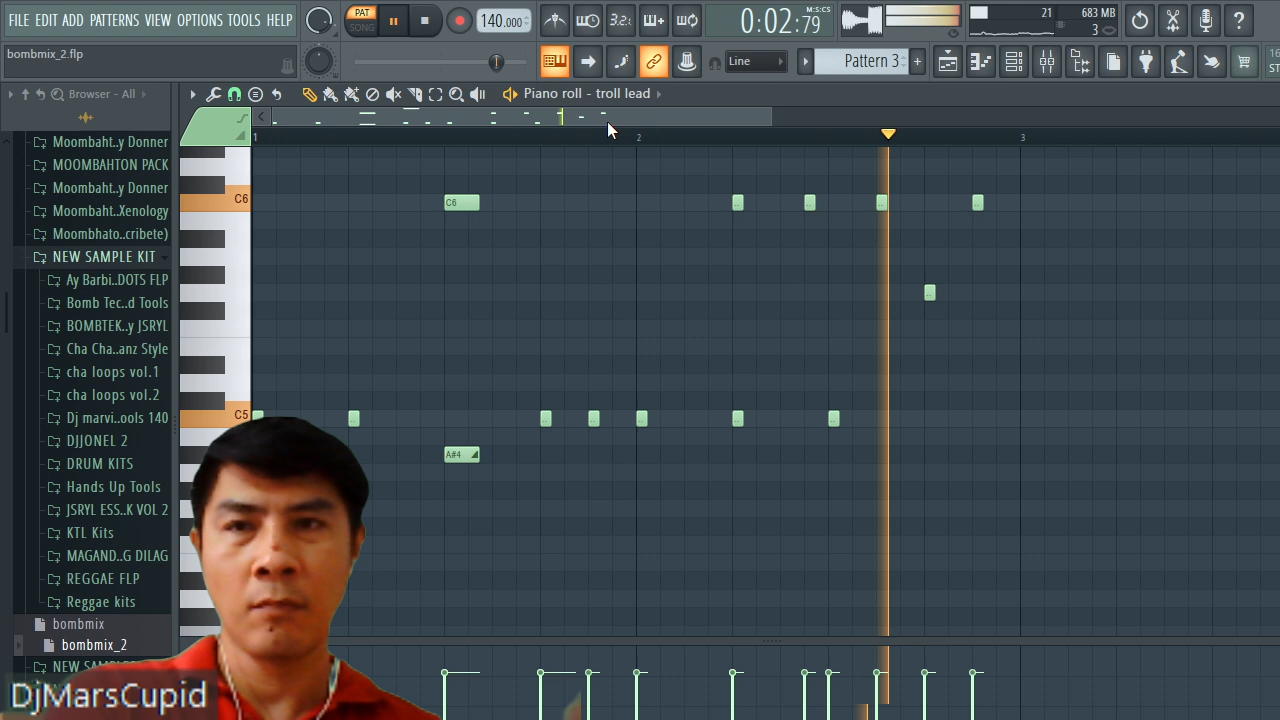 FILE EDIT ADD PATTERNS VIEW OPTIONS TOOLS HELP
PAT
SONG
140.000
3.2
0:02:79
M:S:CS
21
683 MB
3
bombmix_2.flp
Line
Pattern 3
Browser - All
Piano roll - troll lead
1
2
3
Moombaht..y Donner
MOOMBAHTON PACK
Moombaht..y Donner
Moombaht..Xenology
Moombhato..cribete)
NEW SAMPLE KIT
Ay Barbi..DOTS FLP
Bomb Tec..d Tools
BOMBTEK..y JSRYL
Cha Cha..anz Style
cha loops vol.1
cha loops vol.2
Dj marvi..ools 140
DJJONEL 2
DRUM KITS
Hands Up Tools
JSRYL ESS..K VOL 2
KTL Kits
MAGAND..G DILAG
REGGAE FLP
Reggae kits
bombmix
bombmix_2
C6
C6
C5
A#4
DjMarsCupid